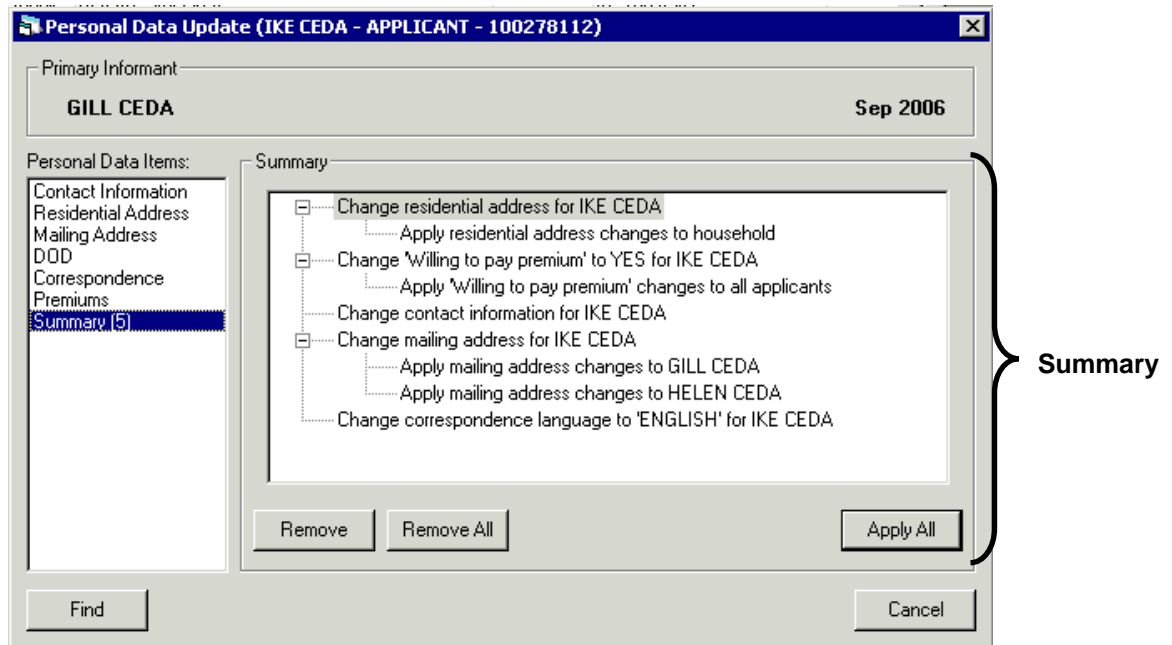 Personal Data Update (IKE CEDA - APPLICANT - 100278112)
Primary Informant
GILL CEDA Sep 2006
Personal Data Items:
Contact Information
Residential Address
Mailing Address
DOD
Correspondence
Premiums
Summary (5)
Summary
Change residential address for IKE CEDA
Apply residential address changes to household
Change 'Willing to pay premium' to YES for IKE CEDA
Apply 'Willing to pay premium' changes to all applicants
Change contact information for IKE CEDA
Change mailing address for IKE CEDA
Apply mailing address changes to GILL CEDA
Apply mailing address changes to HELEN CEDA
Change correspondence language to 'ENGLISH' for IKE CEDA
Remove Remove All Apply All
Find Cancel
Summary